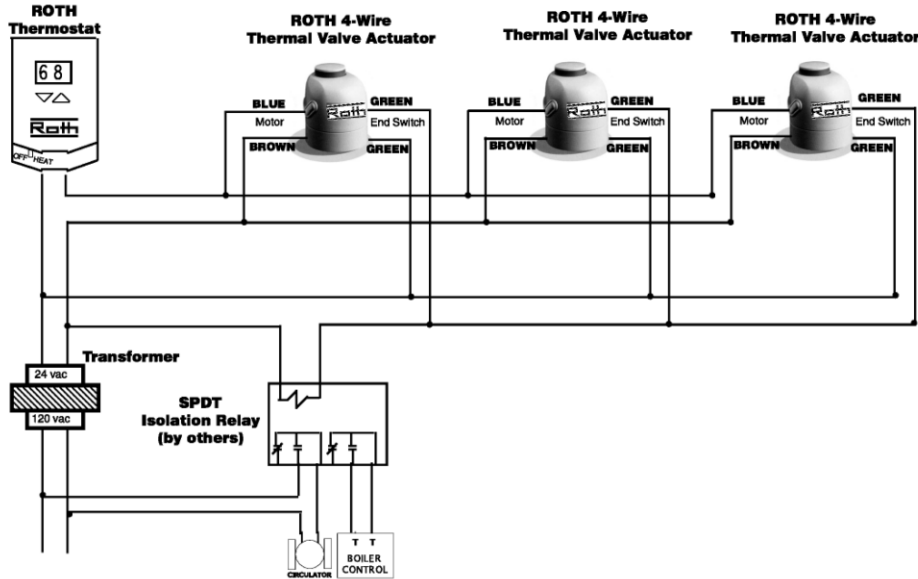 ROTH
Thermostat
68
Roth
OFF HEAT
ROTH 4-Wire
Thermal Valve Actuator
BLUE
Motor
BROWN
Roth
GREEN
End Switch
GREEN
ROTH 4-Wire
Thermal Valve Actuator
BLUE
Motor
BROWN
Roth
GREEN
End Switch
GREEN
ROTH 4-Wire
Thermal Valve Actuator
BLUE
Motor
BROWN
Roth
GREEN
End Switch
GREEN
Transformer
24 vac
120 vac
SPDT
Isolation Relay
(by others)
CIRCULATOR
T T
BOILER
CONTROL